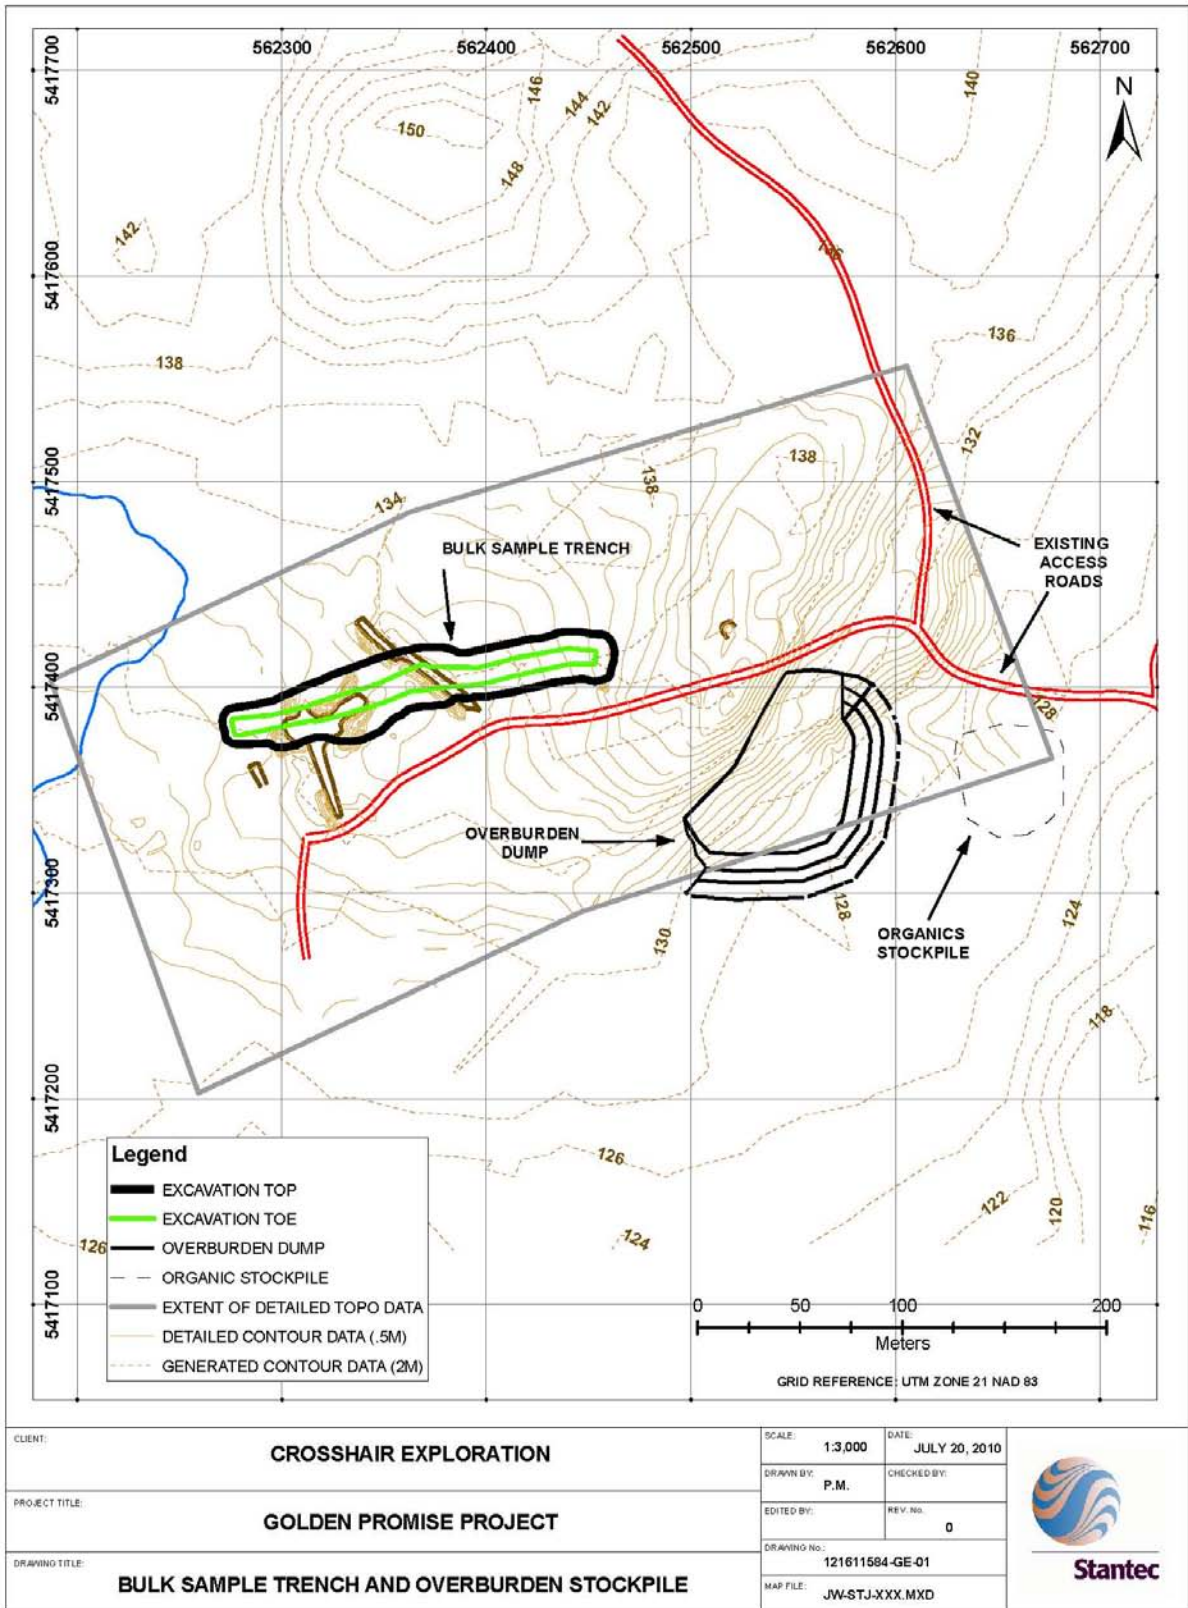 562300 562400 562500 562600 562700
5417700
5417600
5417500
5417400
5417300
5417200
5417100
N
140
146
144
142
150
148
142
146
136
138
132
138
138
134
BULK SAMPLE TRENCH
EXISTING
ACCESS
ROADS
128
OVERBURDEN
DUMP
128
130
124
ORGANICS
STOCKPILE
118
126
122
120
116
124
126
Legend
EXCAVATION TOP
EXCAVATION TOE
OVERBURDEN DUMP
ORGANIC STOCKPILE
EXTENT OF DETAILED TOPO DATA
DETAILED CONTOUR DATA (.5M)
GENERATED CONTOUR DATA (2M)
0 50 100 200
Meters
GRID REFERENCE: UTM ZONE 21 NAD 83
CLIENT:
CROSSHAIR EXPLORATION
PROJECT TITLE:
GOLDEN PROMISE PROJECT
DRAWING TITLE:
BULK SAMPLE TRENCH AND OVERBURDEN STOCKPILE
SCALE: 1:3,000
DATE: JULY 20, 2010
DRAWN BY: P.M.
CHECKED BY:
EDITED BY:
REV. No. 0
DRAWING No.: 121611584-GE-01
MAP FILE: JW-STJ-XXX.MXD
Stantec